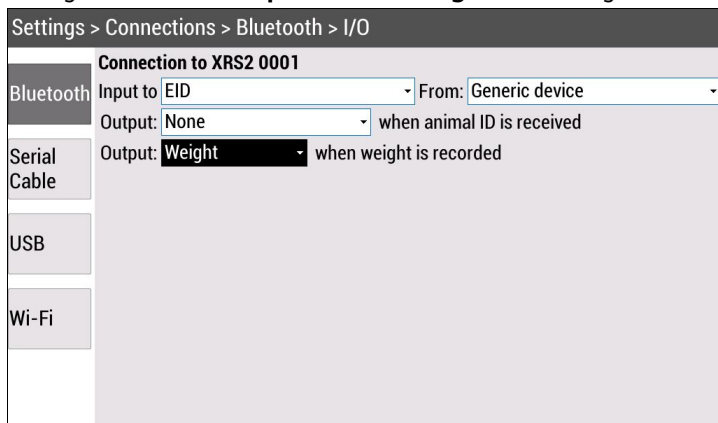 Settings > Connections > Bluetooth > I/O
Connection to XRS2 0001
Bluetooth
Input to EID From: Generic device
Output: None when animal ID is received
Output: Weight when weight is recorded
Serial
Cable
USB
Wi-Fi